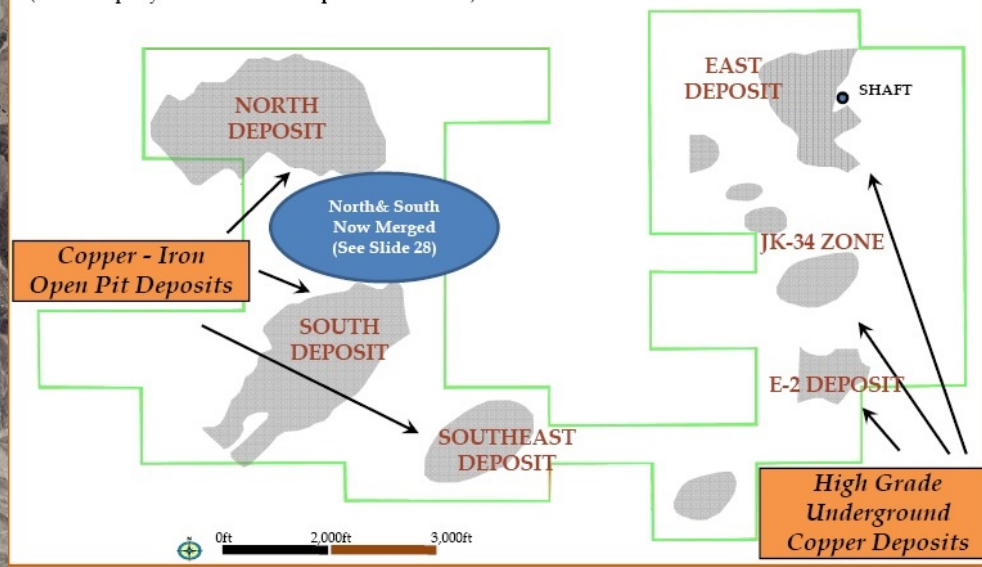 NORTH
DEPOSIT
EAST
DEPOSIT
SHAFT
North& South
Now Merged
(See Slide 28)
JK-34 ZONE
Copper - Iron
Open Pit Deposits
SOUTH
DEPOSIT
E-2 DEPOSIT
SOUTHEAST
DEPOSIT
High Grade
Underground
Copper Deposits
N
0ft 2,000ft 3,000ft